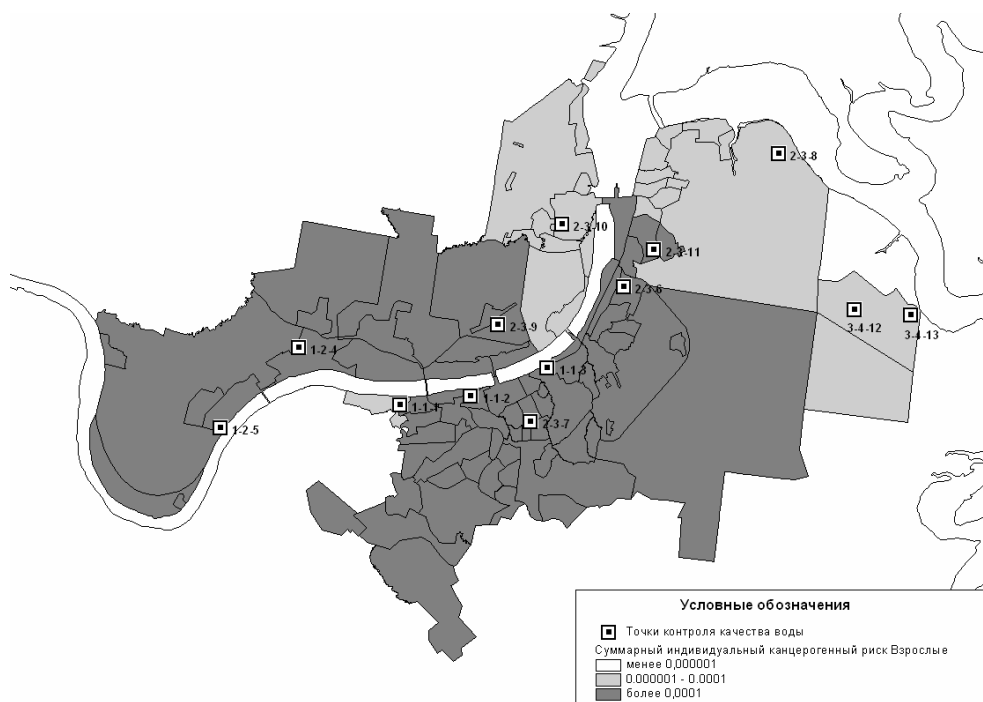 2-3-8
2-3-10
2-3-11
2-3-6
3-4-12
3-4-13
2-3-9
1-2-4
1-1-3
1-1-2
1-1-1
2-3-7
1-2-5
Условные обозначения
Точки контроля качества воды
Суммарный индивидуальный канцерогенный риск Взрослые
менее 0,000001
0.000001 - 0.0001
более 0,0001